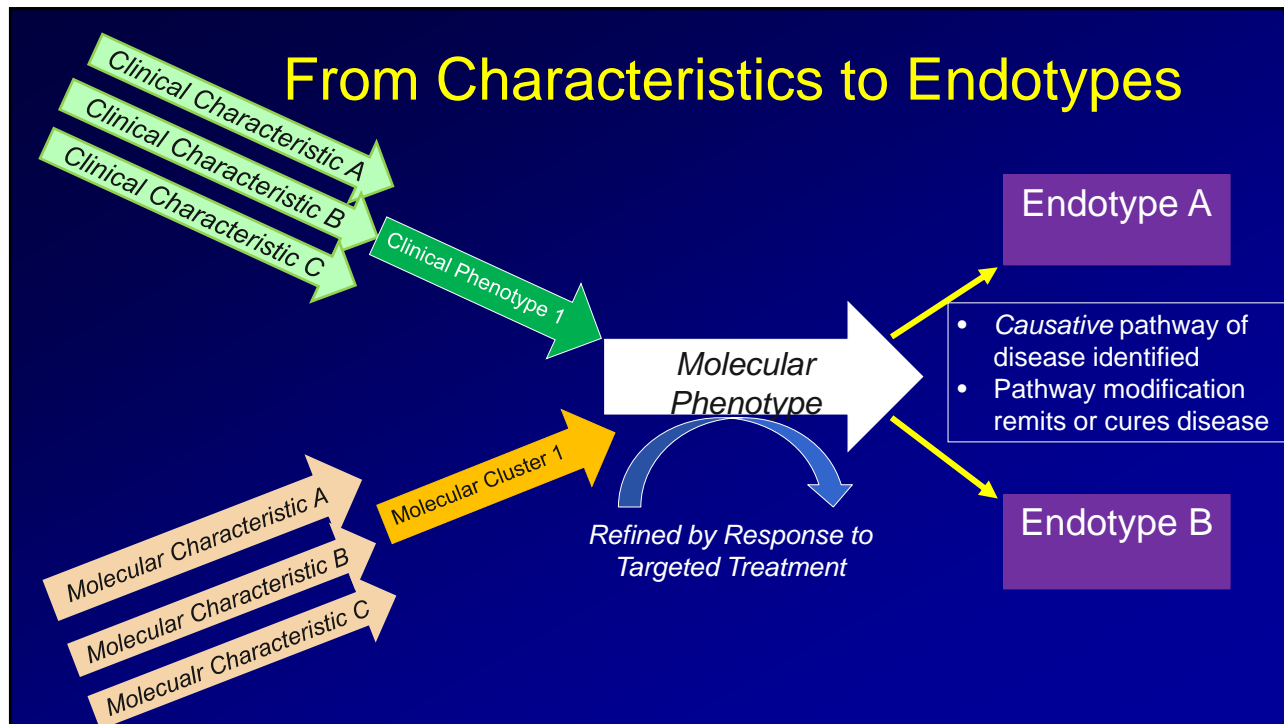 From Characteristics to Endotypes
Clinical Characteristic A
Clinical Characteristic B
Clinical Characteristic C
Clinical Phenotype 1
Molecular Characteristic A
Molecular Characteristic B
Molecualr Characteristic C
Molecular Cluster 1
Molecular
Phenotype
Refined by Response to
Targeted Treatment
Endotype A
• Causative pathway of
disease identified
• Pathway modification
remits or cures disease
Endotype B